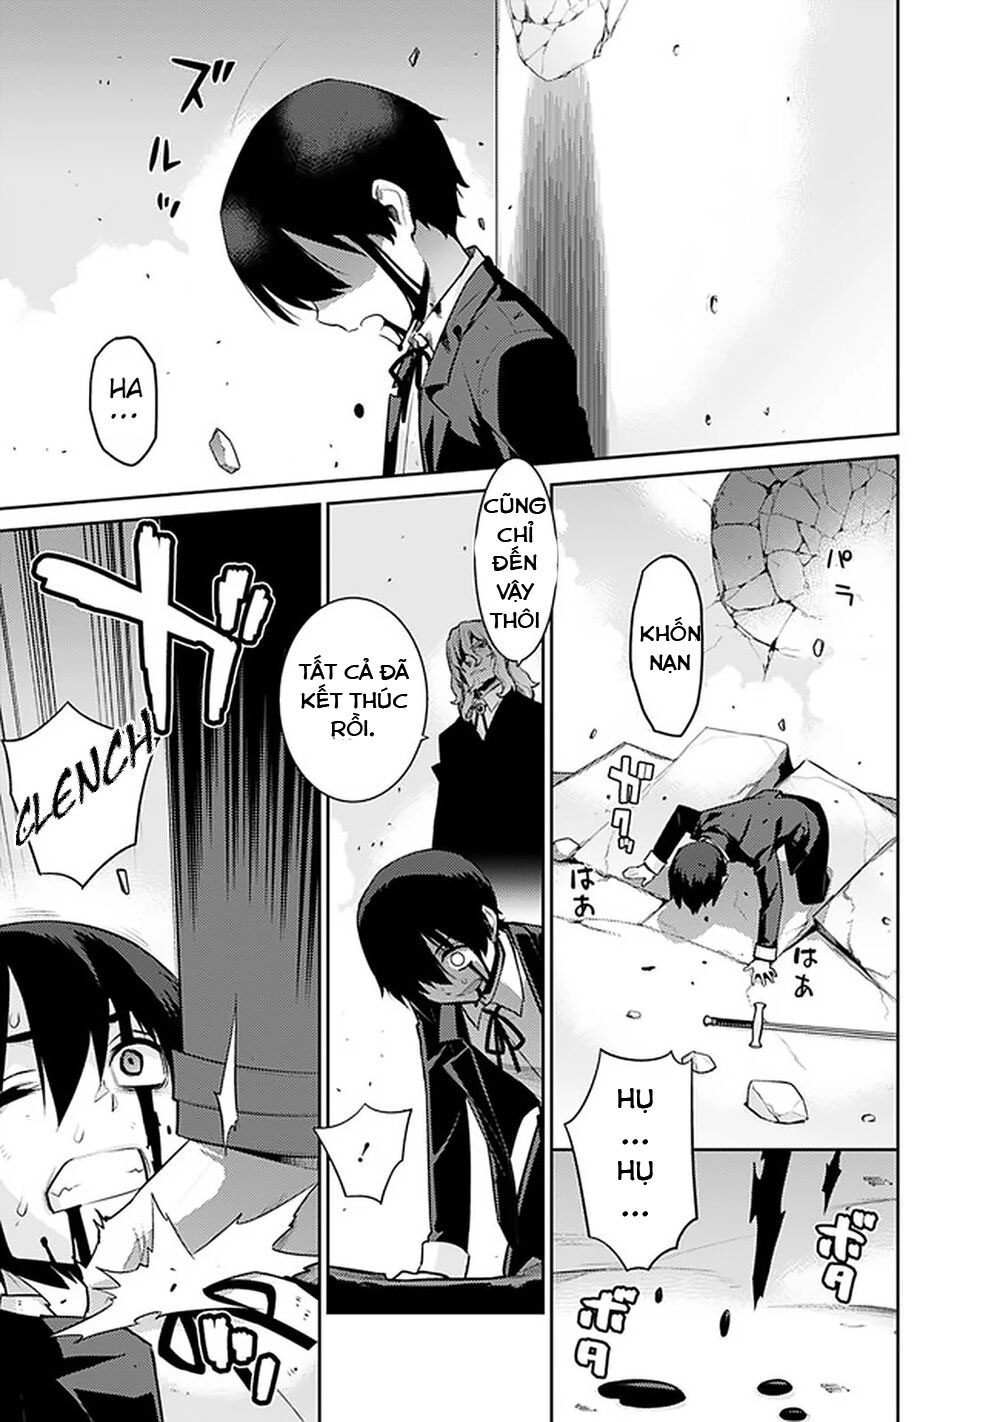 ズル
HA
...
パラ
KHỐN
NẠN
ガクッ
はあ
はあ
HỤ
...
HỤ
...
ボタ
ボタ
CŨNG
CHỈ
ĐẾN
VẬY
THÔI
TẤT CẢ ĐÃ
KẾT THÚC
RỒI.
!
CLENCH